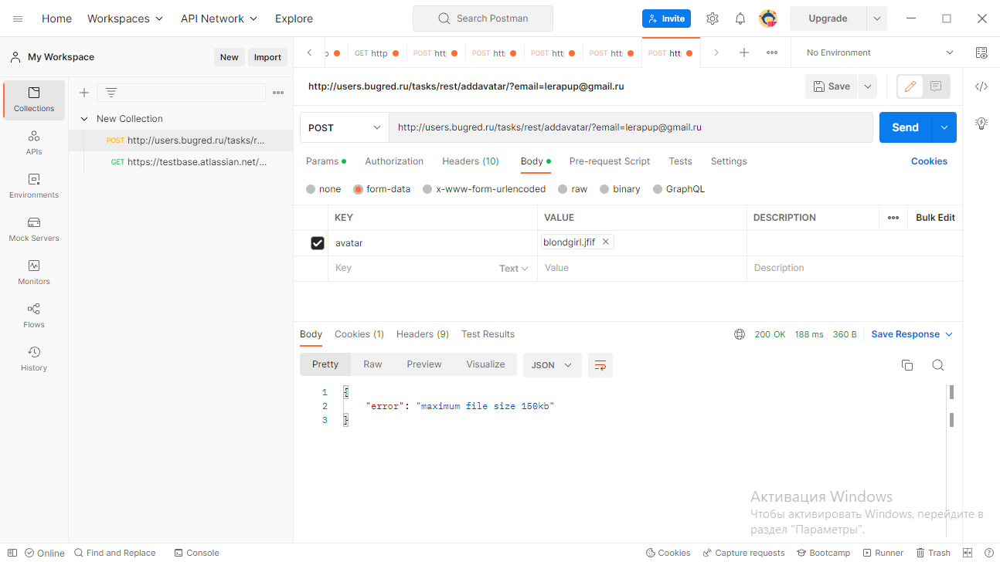 Home Workspaces API Network Explore Search Postman Invite Upgrade
My Workspace New Import
GET http POST htt POST htt POST htt POST htt POST htt No Environment
http://users.bugred.ru/tasks/rest/addavatar/?email=lerapup@gmail.ru Save
Collections
APIs
Environments
Mock Servers
Monitors
Flows
History
New Collection
POST http://users.bugred.ru/tasks/r...
GET https://testbase.atlassian.net/...
POST http://users.bugred.ru/tasks/rest/addavatar/?email=lerapup@gmail.ru Send
Params Authorization Headers (10) Body Pre-request Script Tests Settings Cookies
none form-data x-www-form-urlencoded raw binary GraphQL
KEY VALUE DESCRIPTION Bulk Edit
avatar blondgirl.jfif
Key Text Value Description
Body Cookies (1) Headers (9) Test Results 200 OK 188 ms 360 B Save Response
Pretty Raw Preview Visualize JSON
1 {
2 "error": "maximum file size 150kb"
3 }
Активация Windows
Чтобы активировать Windows, перейдите в
раздел "Параметры".
Online Find and Replace Console Cookies Capture requests Bootcamp Runner Trash